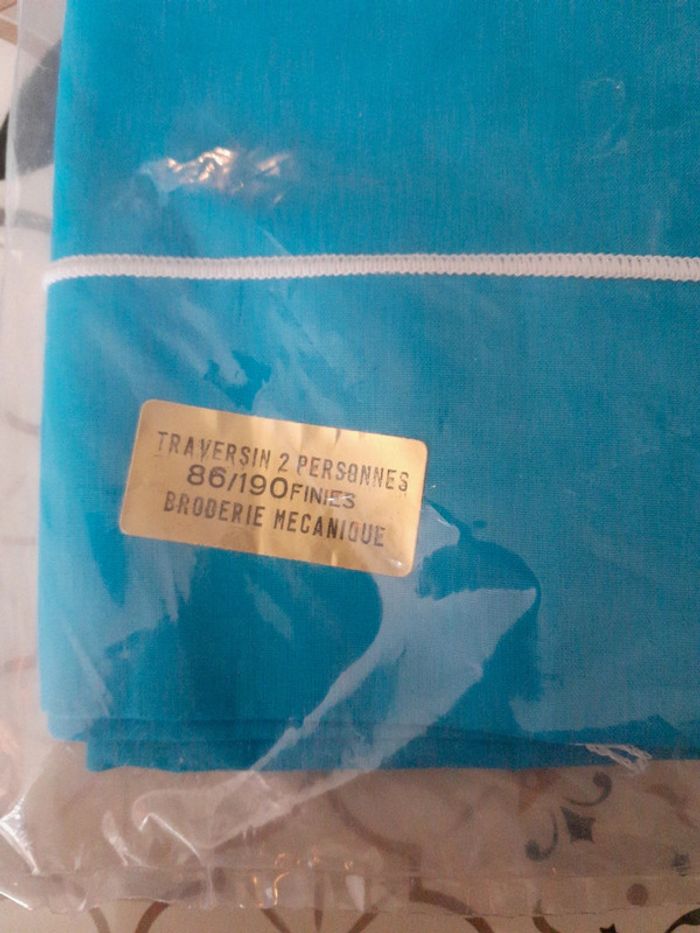 TRAVERSIN 2 PERSONNES
86/190 FINIES
BRODERIE MECANIQUE